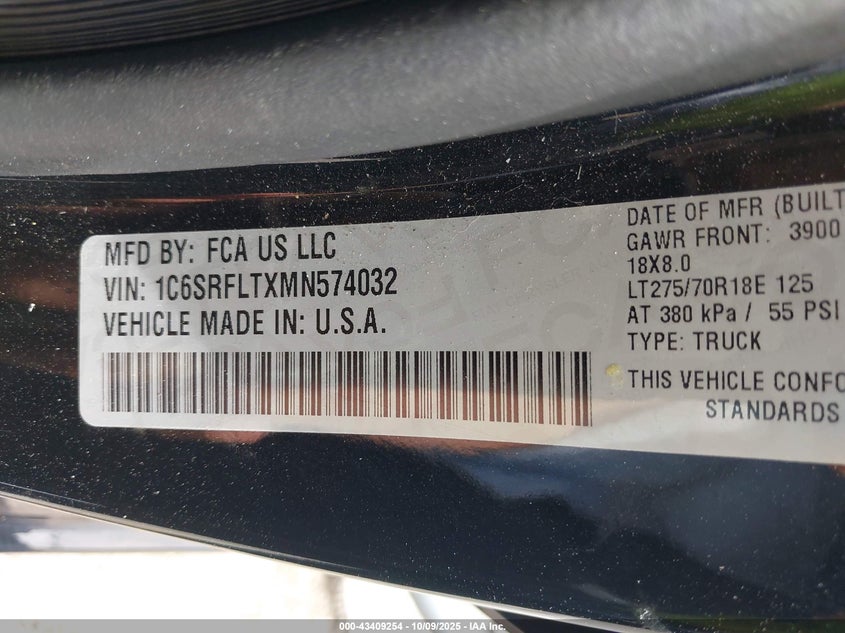 MFD BY: FCA US LLC
VIN: 1C6SRFLTXMN574032
VEHICLE MADE IN: U.S.A.
DATE OF MFR (BUILT
GAWR FRONT: 3900
18X8.0
LT275/70R18E 125
AT 380 kPa / 55 PSI
TYPE: TRUCK
THIS VEHICLE CONFO
STANDARDS
000-43409254 - 10/09/2025 - IAA Inc.